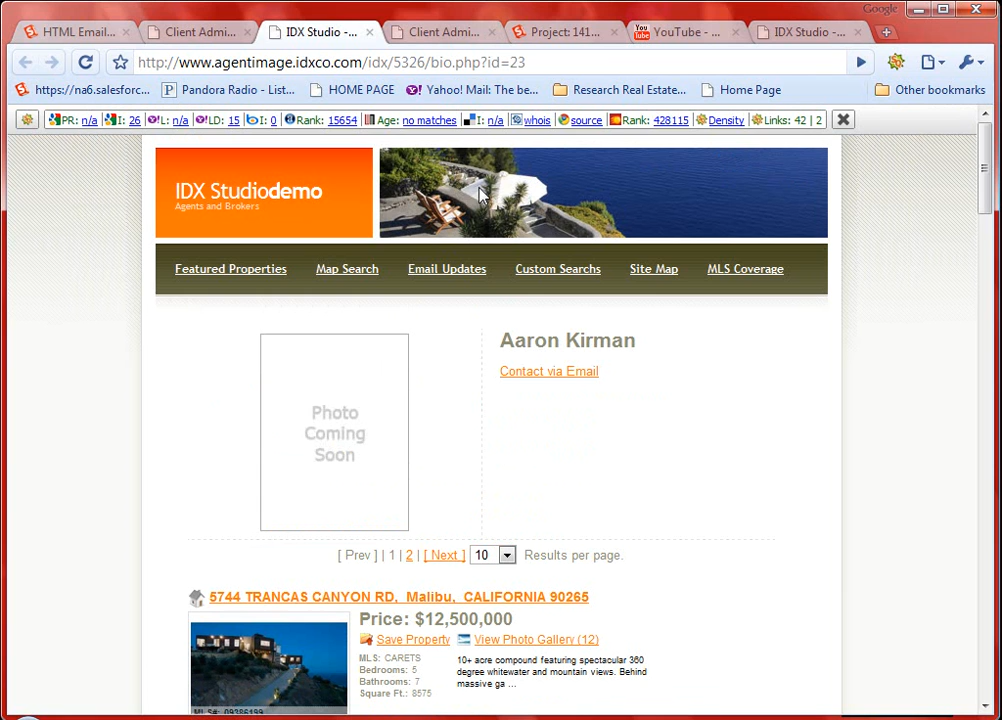 Google
HTML Email...
Client Admi...
IDX Studio -...
Client Admi...
Project: 141...
You Tube
YouTube - ...
IDX Studio -...
http://www.agentimage.idxco.com/idx/5326/bio.php?id=23
https://na6.salesforc...
Pandora Radio - List...
HOME PAGE
Yahoo! Mail: The be...
Research Real Estate...
Home Page
Other bookmarks
PR: n/a I: 26 L: n/a LD: 15 I: 0 Rank: 15654 Age: no matches I: n/a whois source Rank: 428115 Density Links: 42 | 2
IDX Studiodemo
Agents and Brokers
Featured Properties Map Search Email Updates Custom Searchs Site Map MLS Coverage
Photo
Coming
Soon
Aaron Kirman
Contact via Email
[ Prev ] | 1 | 2 | [ Next ] 10 Results per page.
5744 TRANCAS CANYON RD, Malibu, CALIFORNIA 90265
Price: $12,500,000
Save Property View Photo Gallery (12)
MLS: CARETS
Bedrooms: 5
Bathrooms: 7
Square Ft.: 8575
10+ acre compound featuring spectacular 360
degree whitewater and mountain views. Behind
massive ga ...